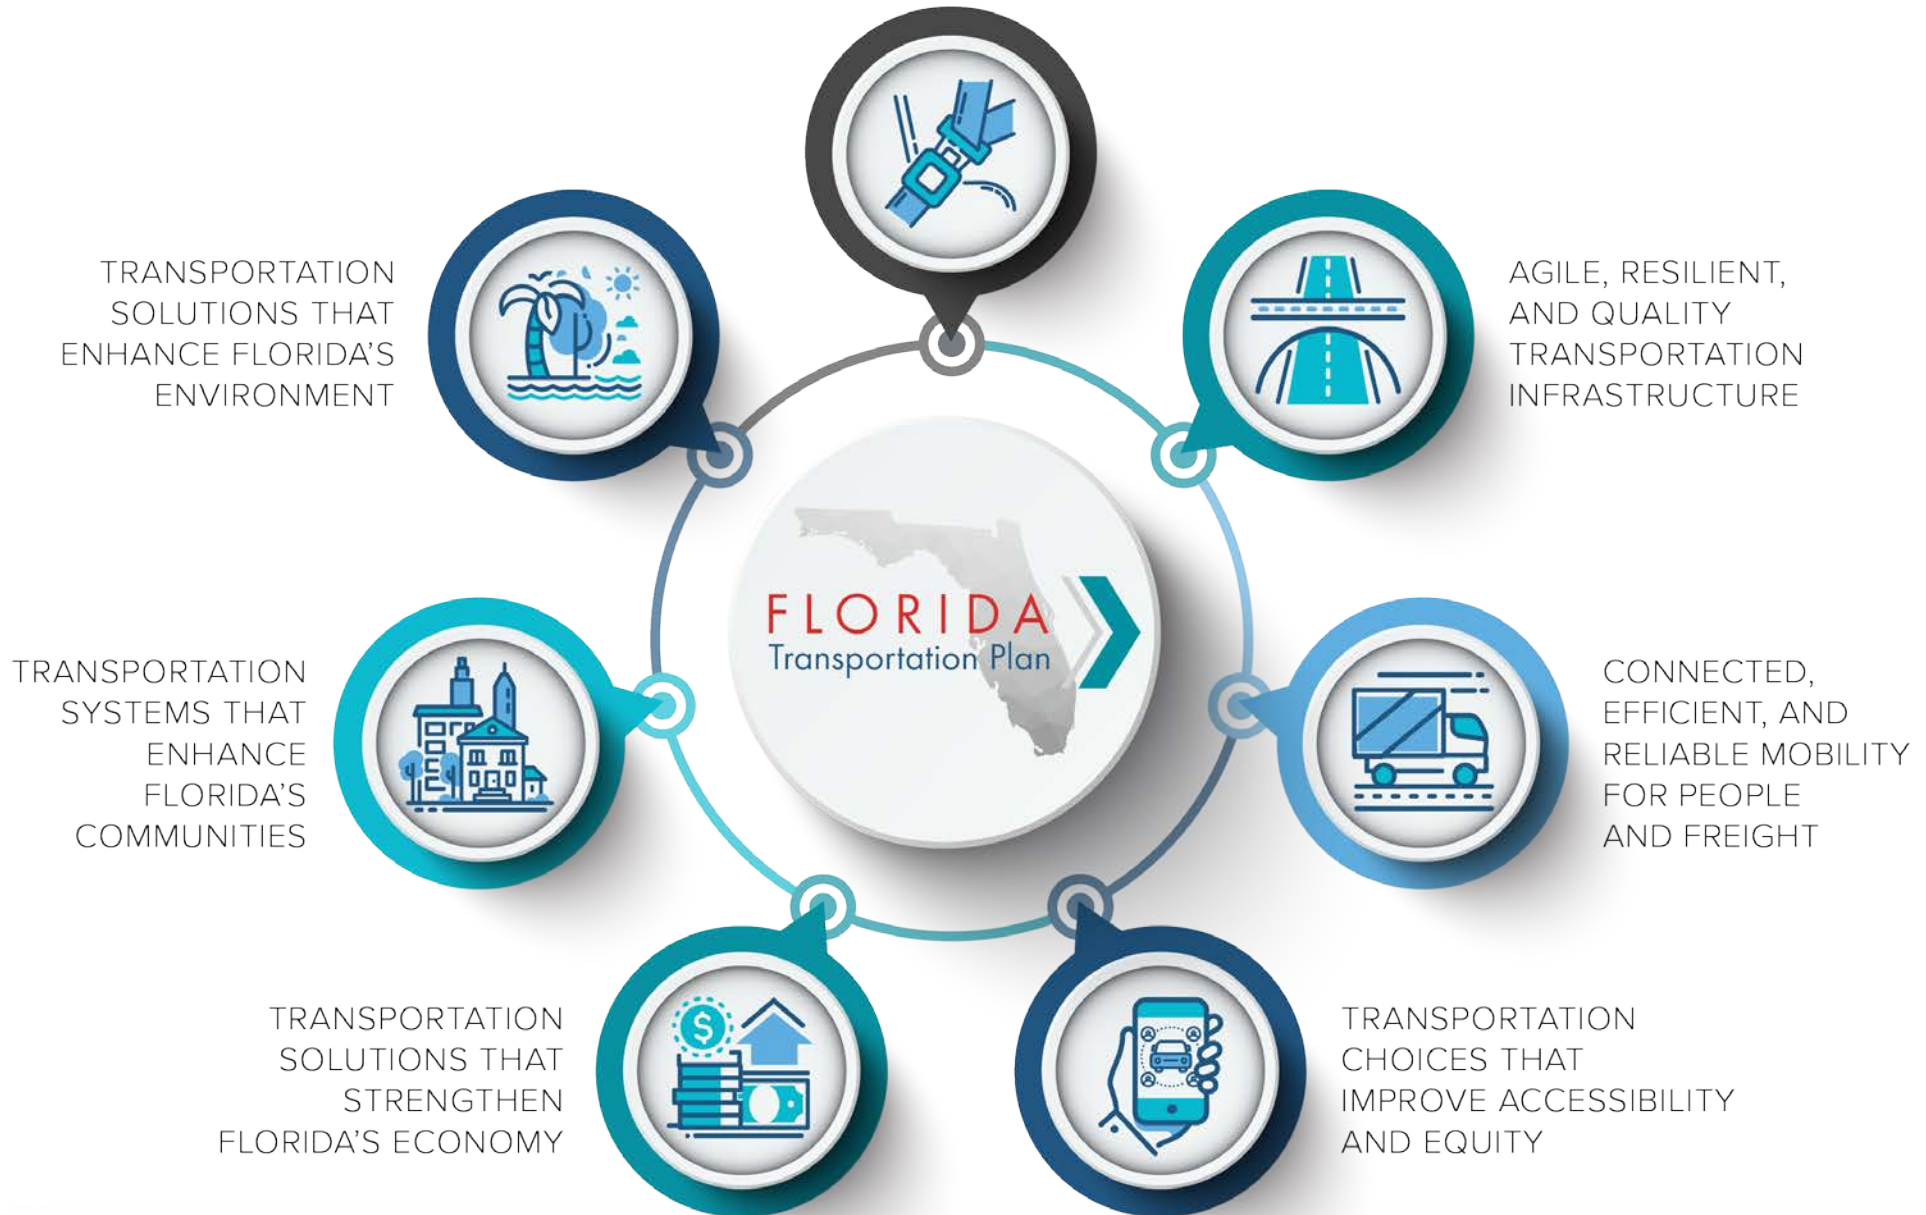 TRANSPORTATION
SOLUTIONS THAT
ENHANCE FLORIDA'S
ENVIRONMENT
AGILE, RESILIENT,
AND QUALITY
TRANSPORTATION
INFRASTRUCTURE
FLORIDA
Transportation Plan
TRANSPORTATION
SYSTEMS THAT
ENHANCE
FLORIDA'S
COMMUNITIES
CONNECTED,
EFFICIENT, AND
RELIABLE MOBILITY
FOR PEOPLE
AND FREIGHT
TRANSPORTATION
SOLUTIONS THAT
STRENGTHEN
FLORIDA'S ECONOMY
$
TRANSPORTATION
CHOICES THAT
IMPROVE ACCESSIBILITY
AND EQUITY